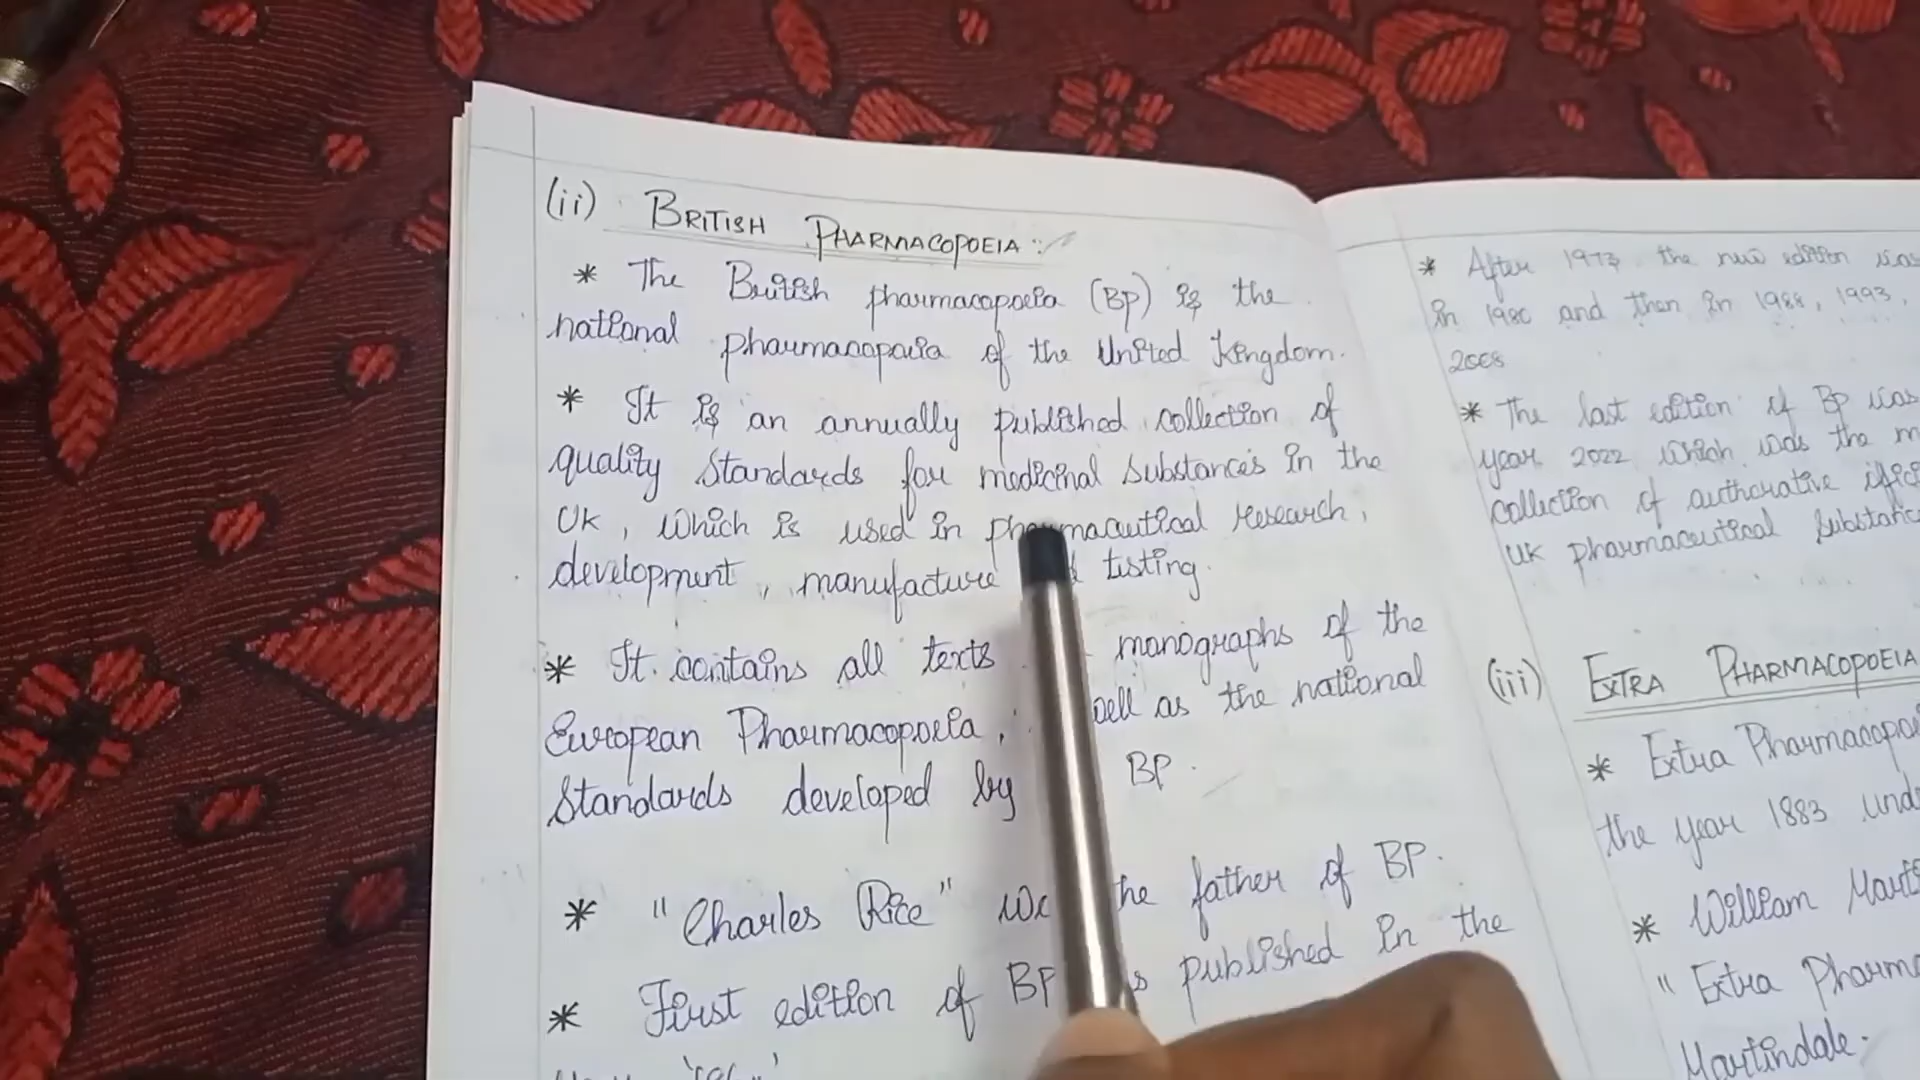 (ii) BRITISH PHARMACOPOEIA :-
* The British pharmacopoeia (BP) is the
national pharmacopoeia of the United Kingdom.
* It is an annually published collection of
quality standards for medicinal substances in the
UK, which is used in pharmaceutical research,
development, manufacture testing.
* It contains all texts monographs of the
European Pharmacopoeia, as the national
standards developed by BP.
* "Charles Rice" father of BP.
* First edition of BP published in the
* After 1973 the new edition was
in 1980 and then in 1988, 1993,
* The last edition of BP was
year 2022 which was the
collection of authorative
UK pharmaceutical
(iii) EXTRA PHARMACOPOEIA
* Extra
the year 1883
* William
" Extra
Martindale.